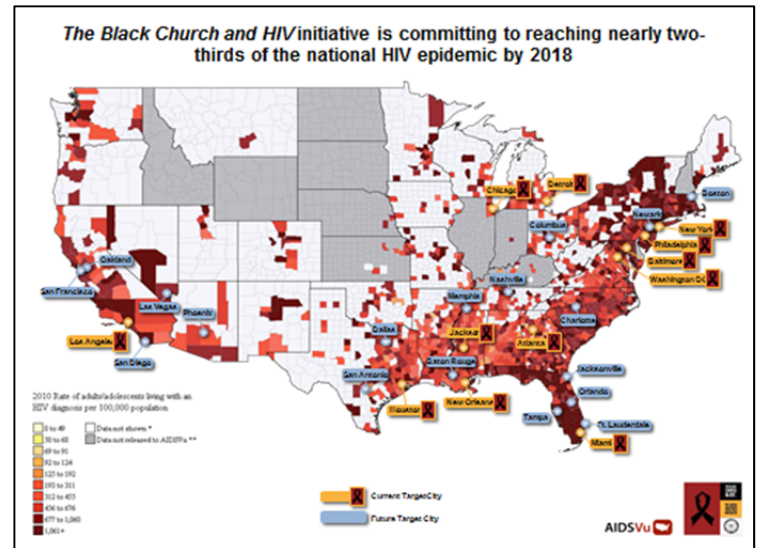 The Black Church and HIV initiative is committing to reaching nearly two-
thirds of the national HIV epidemic by 2018
Chicago
Detroit
Boston
Newark
New York
Columbus
Philadelphia
Baltimore
Washington DC
Oakland
San Francisco
Nashville
Las Vegas
Memphis
Phoenix
Charlotte
Los Angeles
Dallas
Jackson
Atlanta
San Diego
Baton Rouge
Jacksonville
San Antonio
Orlando
Houston
New Orleans
Tampa
Ft. Lauderdale
Miami
2010 Rate of adults/adolescents living with an
HIV diagnosis per 100,000 population
0 to 49
50 to 68
69 to 91
92 to 124
125 to 192
193 to 311
312 to 455
456 to 676
677 to 1,060
1,061+
Data not shown *
Data not released to AIDSVu **
Current Target City
Future Target City
AIDSVu